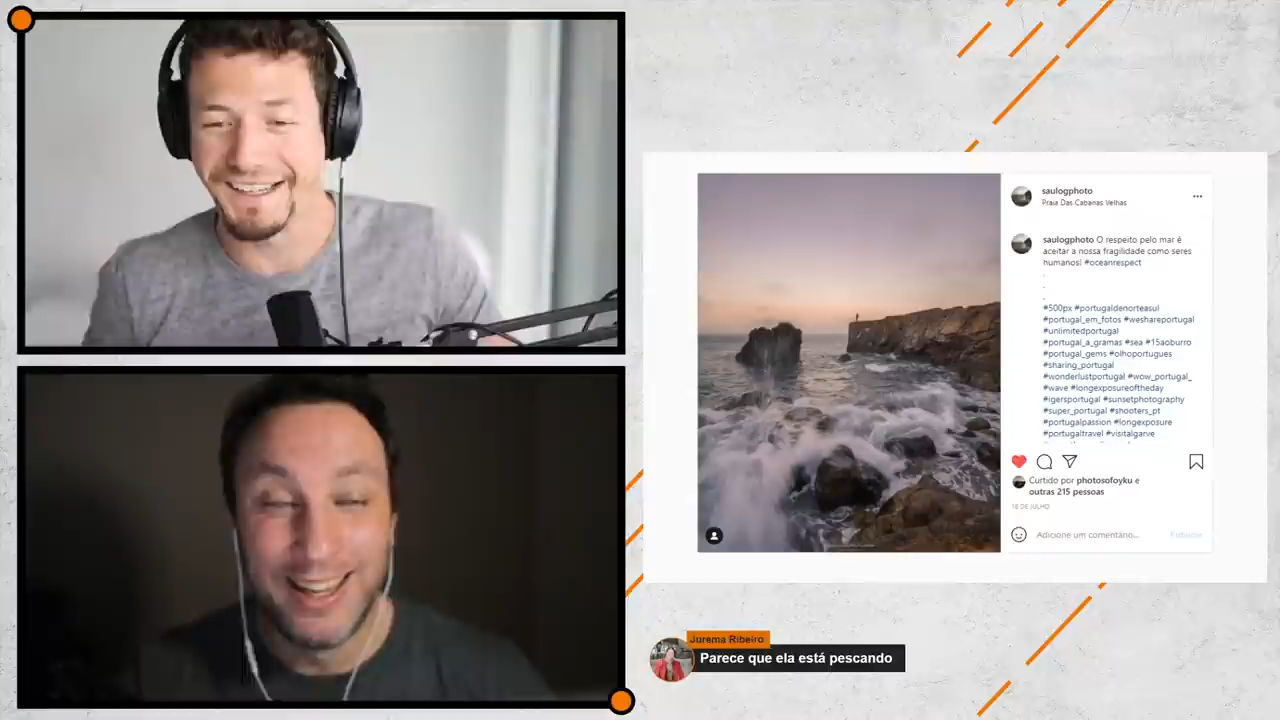 saulogphoto
Praia Das Cabanas Velhas
saulogphoto O respeito pelo mar é
aceitar a nossa fragilidade como seres
humanos! #oceanrespect
.
.
.
#500px #portugaldenorteasul
#portugal_em_fotos #weshareportugal
#unlimitedportugal
#portugal_a_gramas #sea #15aoburro
#portugal_gems #olhoportugues
#sharing_portugal
#wonderlustportugal #wow_portugal_
#wave #longexposureoftheday
#igersportugal #sunsetphotography
#super_portugal #shooters_pt
#portugalpassion #longexposure
#portugaltravel #visitalgarve
Curtido por photosofoyku e
outras 215 pessoas
16 DE JULHO
Adicione um comentário... Publicar
Jurema Ribeiro
Parece que ela está pescando